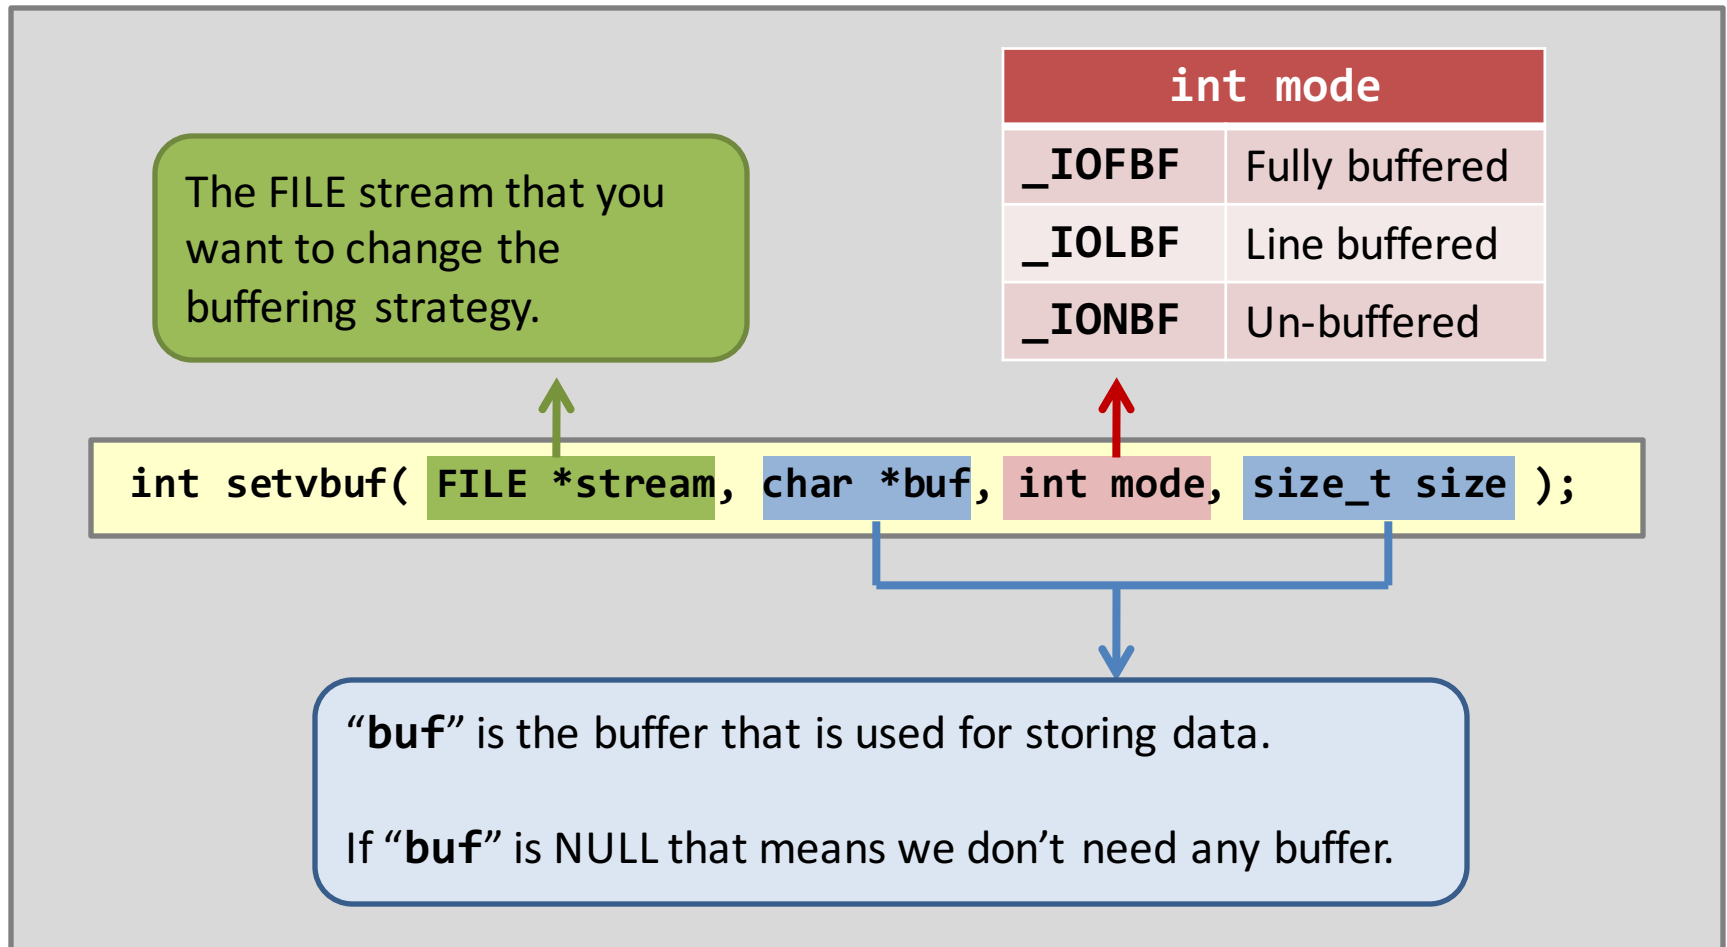 int mode
_IOFBF Fully buffered
_IOLBF Line buffered
_IONBF Un-buffered
The FILE stream that you
want to change the
buffering strategy.
int setvbuf( FILE *stream, char *buf, int mode, size_t size );
“buf” is the buffer that is used for storing data.
If “buf” is NULL that means we don’t need any buffer.